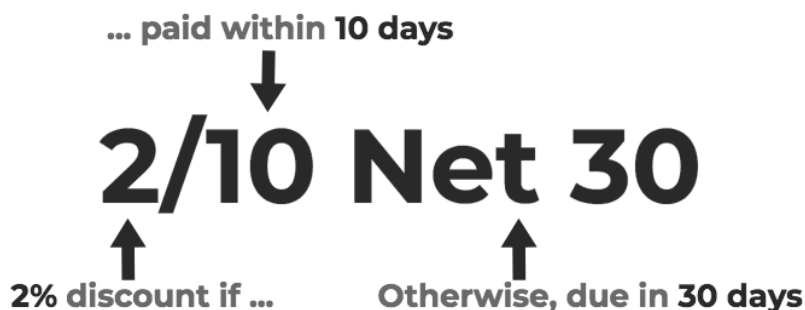 ... paid within 10 days
2/10 Net 30
2% discount if ...
Otherwise, due in 30 days